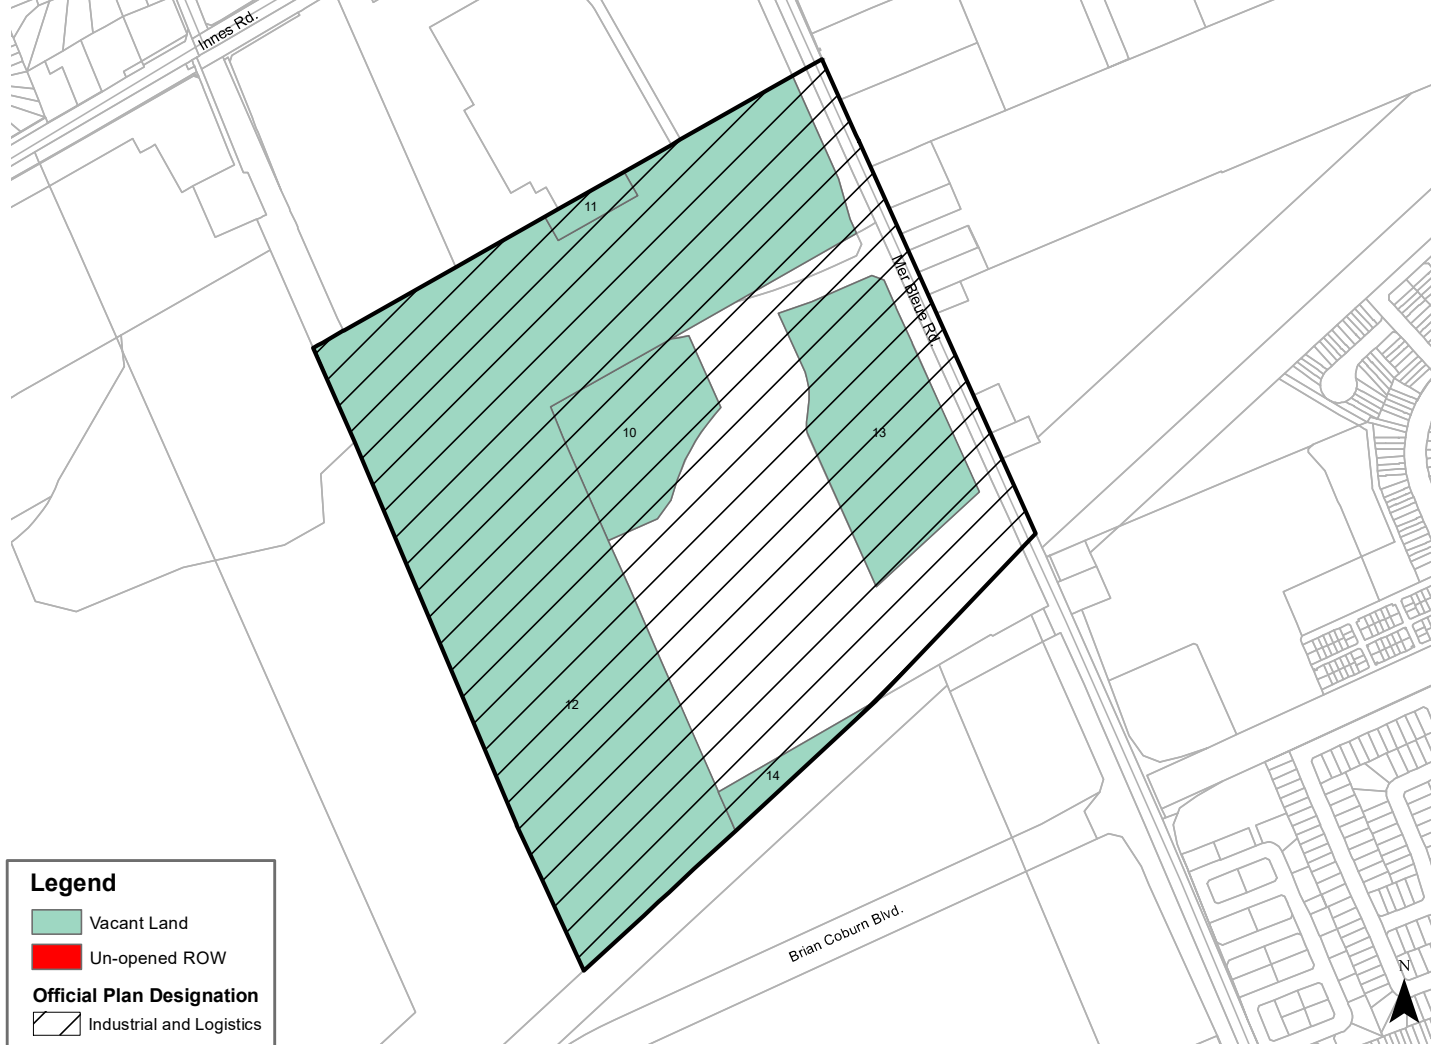 Innes Rd.
11
Mer Bleue Rd.
10
13
12
14
Legend
Vacant Land
Un-opened ROW
Official Plan Designation
Industrial and Logistics
Brian Coburn Blvd.
N